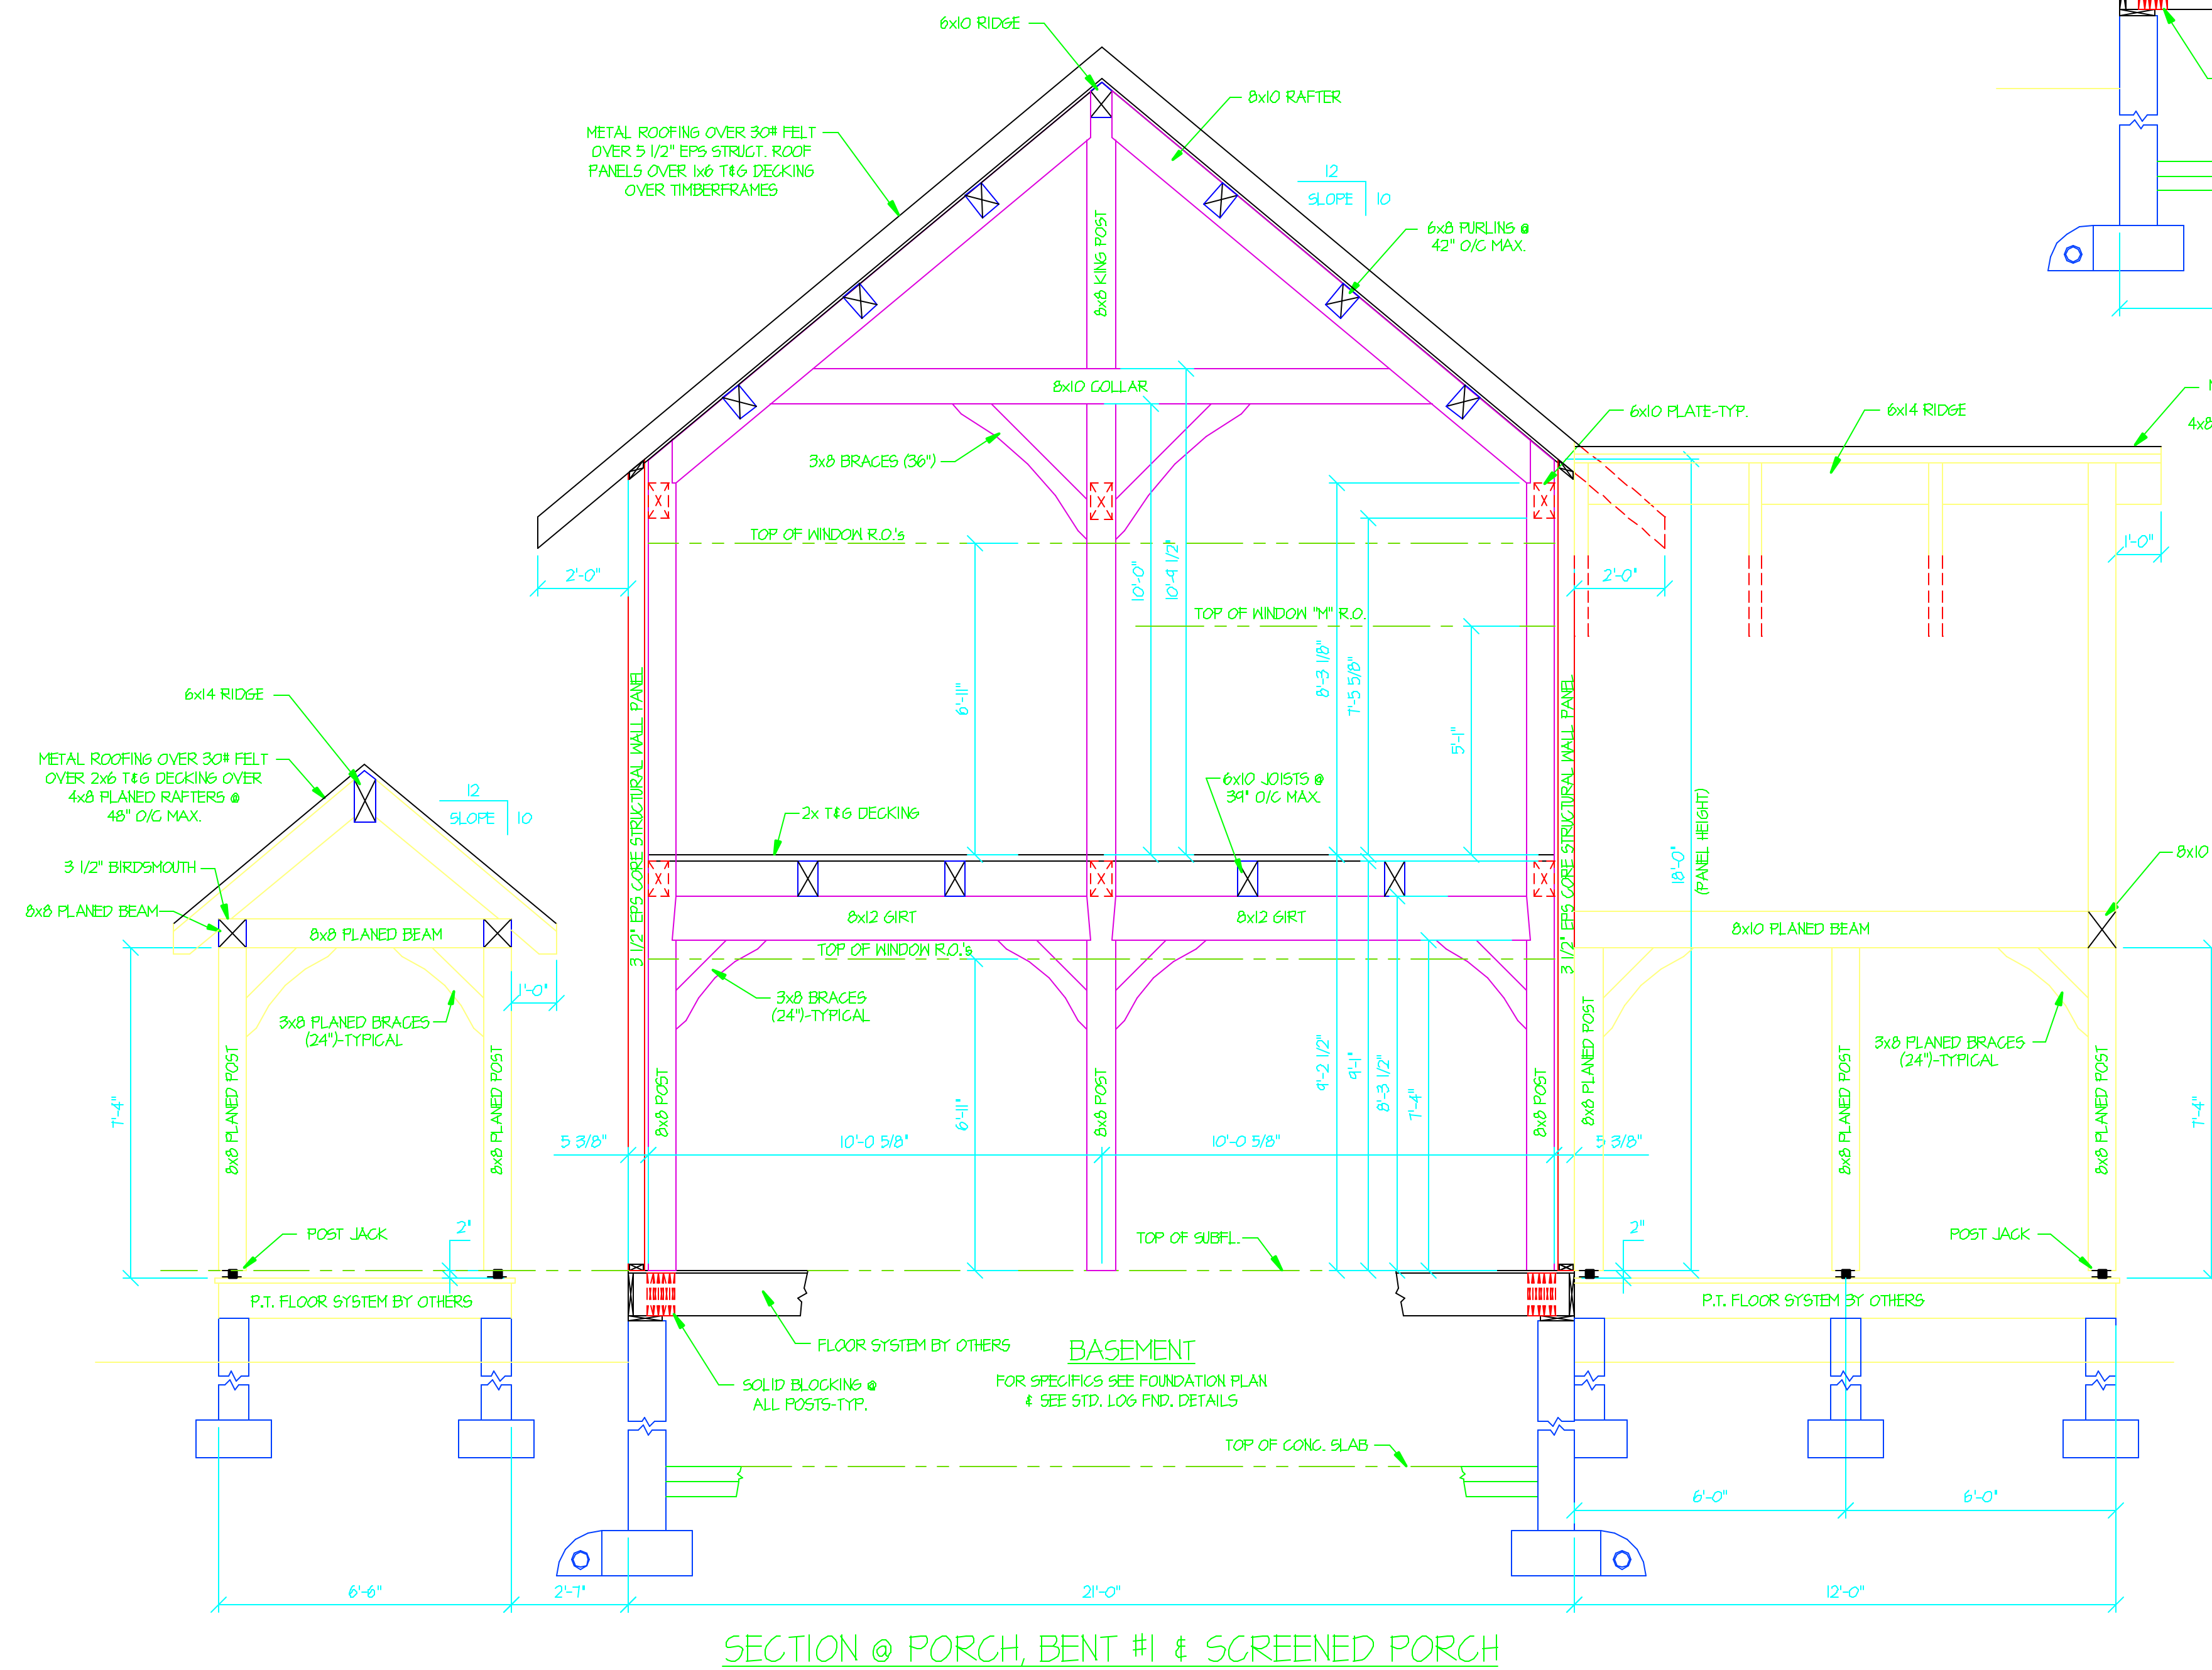 6x10 RIDGE
8x10 RAFTER
METAL ROOFING OVER 30# FELT
OVER 5 1/2" EPS STRUCT. ROOF
PANELS OVER 1x6 T&G DECKING
OVER TIMBERFRAMES
12
SLOPE
10
8x8 KING POST
6x8 PURLINS @
42" O/C MAX.
8x10 COLLAR
6x10 PLATE-TYP.
6x14 RIDGE
4x8
3x8 BRACES (36")
TOP OF WINDOW R.O.'s
2'-0"
10'-0"
10'-9 1/2"
2'-0"
1'-0"
TOP OF WINDOW "M" R.O.
8'-3 1/8"
7'-5 5/8"
6'-11"
5'-1"
6x14 RIDGE
METAL ROOFING OVER 30# FELT
OVER 2x6 T&G DECKING OVER
4x8 PLANED RAFTERS @
48" O/C MAX.
12
SLOPE
10
3 1/2" EPS CORE STRUCTURAL WALL PANEL
3 1/2" EPS CORE STRUCTURAL WALL PANEL
6x10 JOISTS @
39" O/C MAX.
2x T&G DECKING
18'-0"
(PANEL HEIGHT)
3 1/2" BIRDSMOUTH
8x8 PLANED BEAM
8x8 PLANED BEAM
8x12 GIRT
8x12 GIRT
8x10
8x10 PLANED BEAM
TOP OF WINDOW R.O.'s
1'-0"
3x8 PLANED BRACES
(24")-TYPICAL
3x8 BRACES
(24")-TYPICAL
3x8 PLANED BRACES
(24")-TYPICAL
7'-4"
8x8 PLANED POST
8x8 PLANED POST
8x8 POST
6'-11"
8x8 POST
9'-2 1/2"
9'-1"
8'-3 1/2"
7'-4"
8x8 POST
8x8 PLANED POST
8x8 PLANED POST
8x8 PLANED POST
7'-4"
5 3/8"
10'-0 5/8"
10'-0 5/8"
5 3/8"
POST JACK
2"
TOP OF SUBFL.
2"
POST JACK
P.T. FLOOR SYSTEM BY OTHERS
P.T. FLOOR SYSTEM BY OTHERS
FLOOR SYSTEM BY OTHERS
BASEMENT
FOR SPECIFICS SEE FOUNDATION PLAN
& SEE STD. LOG FND. DETAILS
SOLID BLOCKING @
ALL POSTS-TYP.
TOP OF CONC. SLAB
6'-0"
6'-0"
6'-6"
2'-7"
21'-0"
12'-0"
SECTION @ PORCH, BENT #1 & SCREENED PORCH